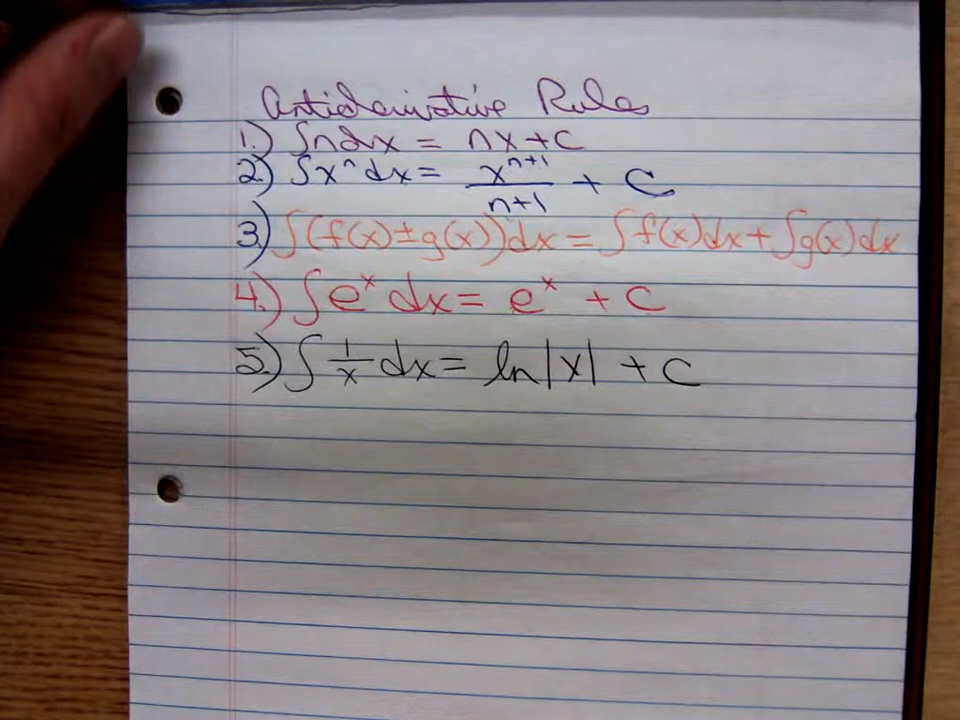 Antiderivative Rules
1.) ∫ndx = nx+c
2.) ∫xⁿ dx = xⁿ⁺¹/n+1 + C
3.) ∫(f(x)±g(x))dx = ∫f(x)dx + ∫g(x)dx
4.) ∫eˣ dx = eˣ + C
5.) ∫1/x dx = ln|x| + C